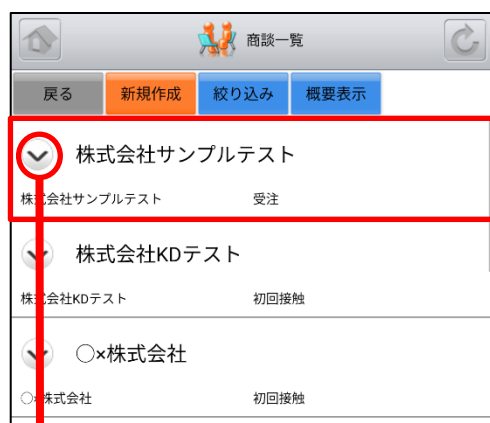 商談一覧
戻る 新規作成 絞り込み 概要表示
株式会社サンプルテスト
株式会社サンプルテスト 受注
株式会社KDテスト
株式会社KDテスト 初回接触
〇×株式会社
〇×株式会社 初回接触